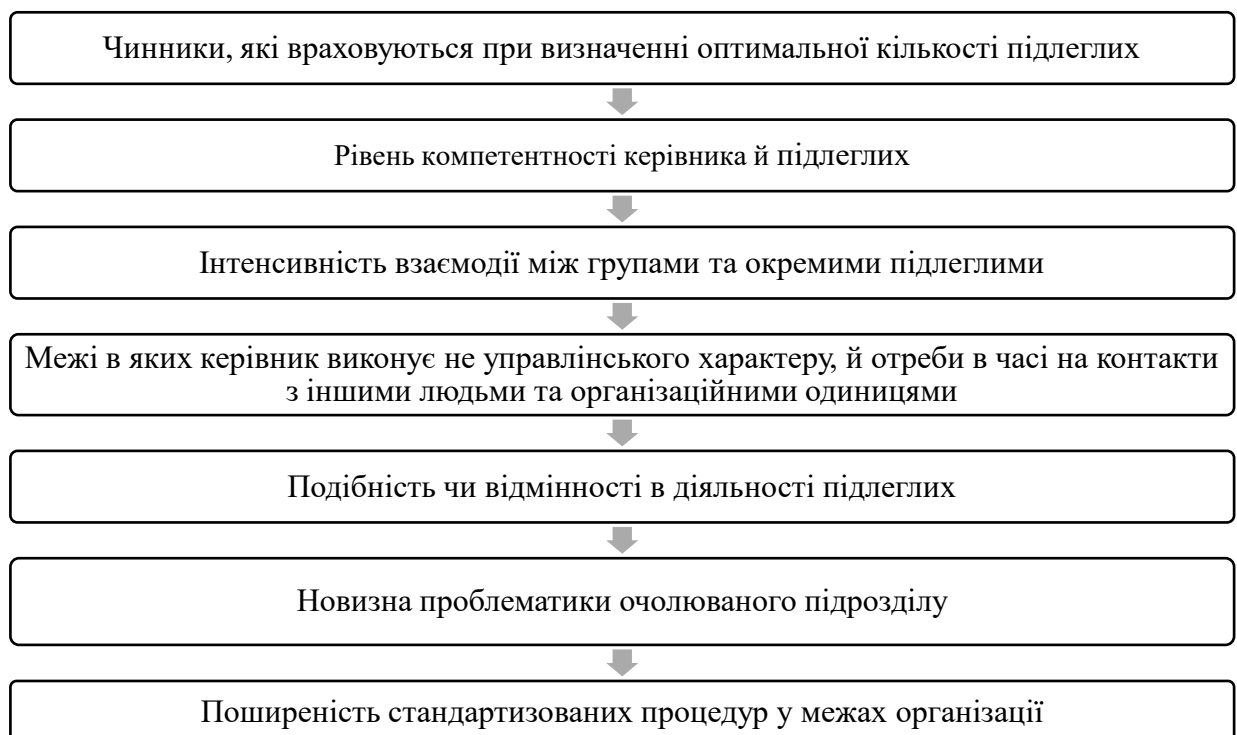 Чинники, які враховуються при визначенні оптимальної кількості підлеглих
Рівень компетентності керівника й підлеглих
Інтенсивність взаємодії між групами та окремими підлеглими
Межі в яких керівник виконує не управлінського характеру, й отреби в часі на контакти
з іншими людьми та організаційними одиницями
Подібність чи відмінності в діяльності підлеглих
Новизна проблематики очолюваного підрозділу
Поширеність стандартизованих процедур у межах організації